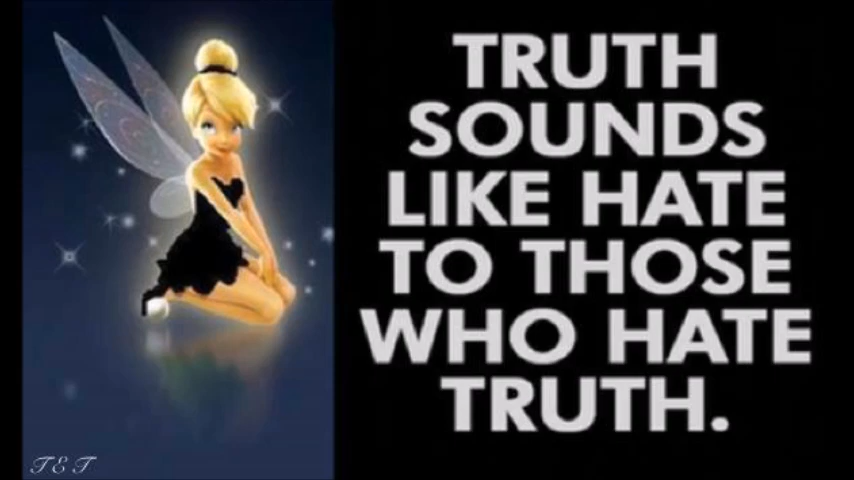 TRUTH
SOUNDS
LIKE HATE
TO THOSE
WHO HATE
TRUTH.
T&T